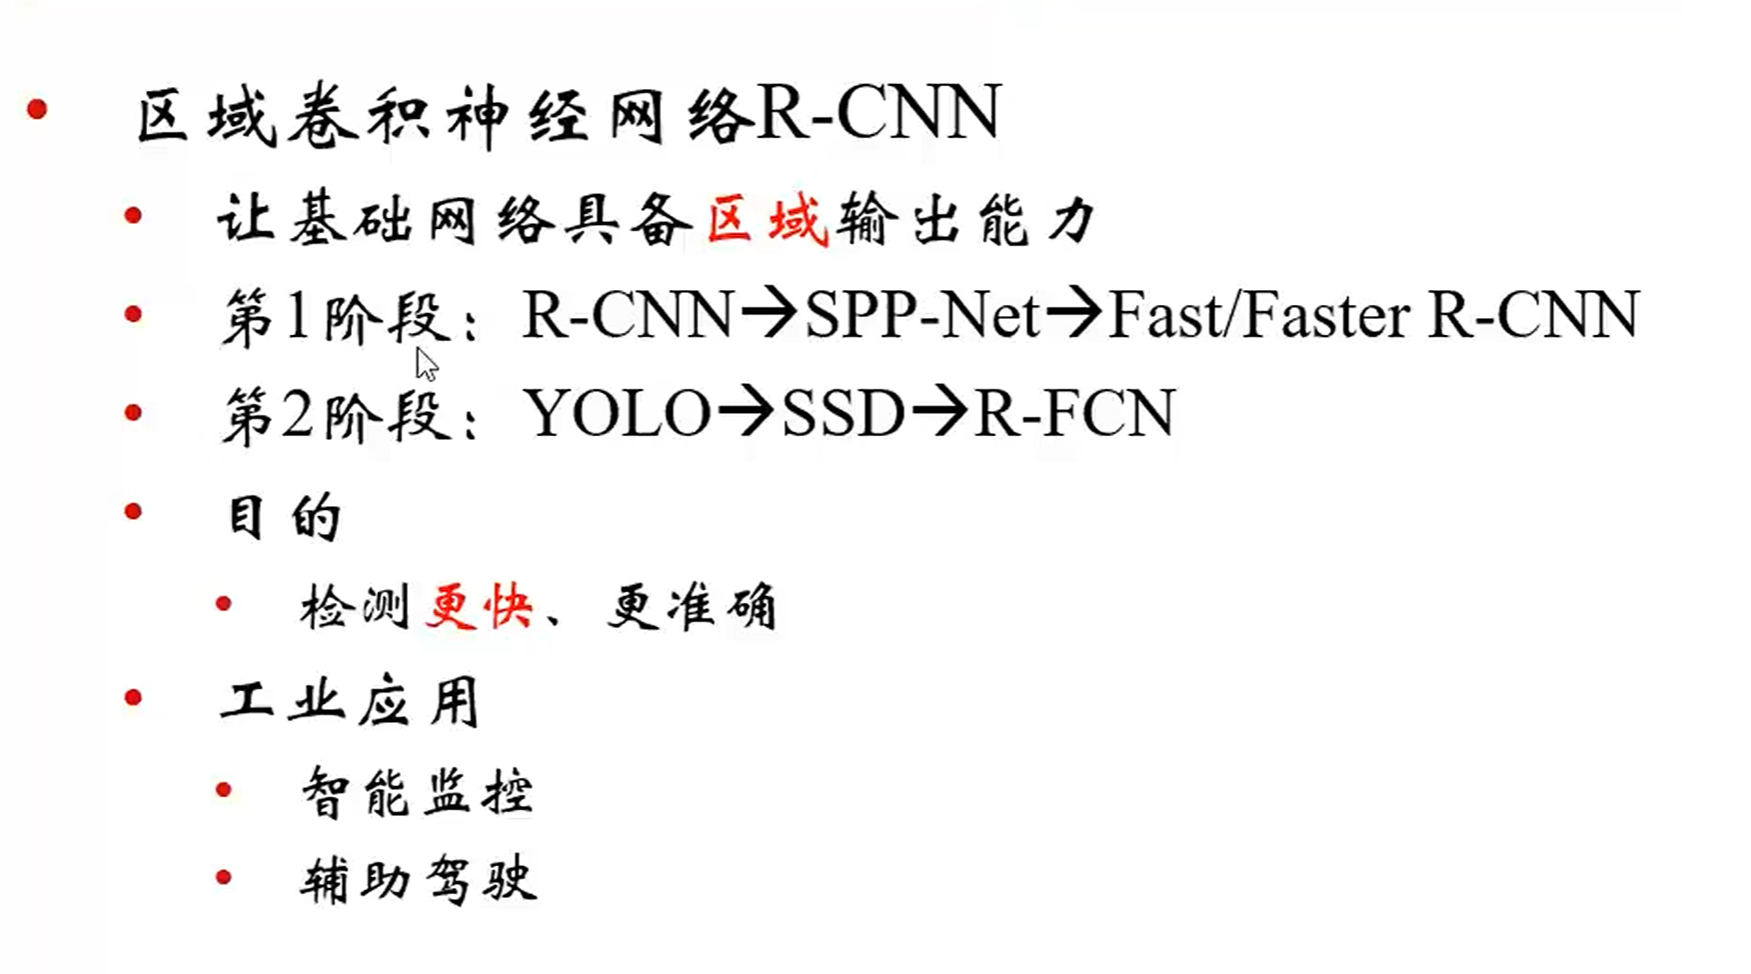 区域卷积神经网络R-CNN
让基础网络具备区域输出能力
第1阶段：R-CNN→SPP-Net→Fast/Faster R-CNN
第2阶段：YOLO→SSD→R-FCN
目的
检测更快、更准确
工业应用
智能监控
辅助驾驶